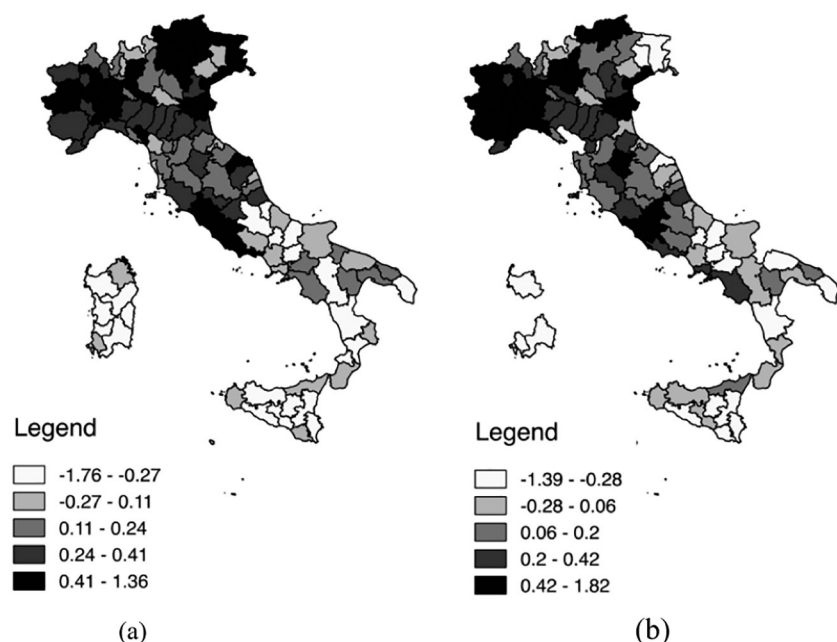 Legend
-1.76 - -0.27
-0.27 - 0.11
0.11 - 0.24
0.24 - 0.41
0.41 - 1.36
(a)
Legend
-1.39 - -0.28
-0.28 - 0.06
0.06 - 0.2
0.2 - 0.42
0.42 - 1.82
(b)